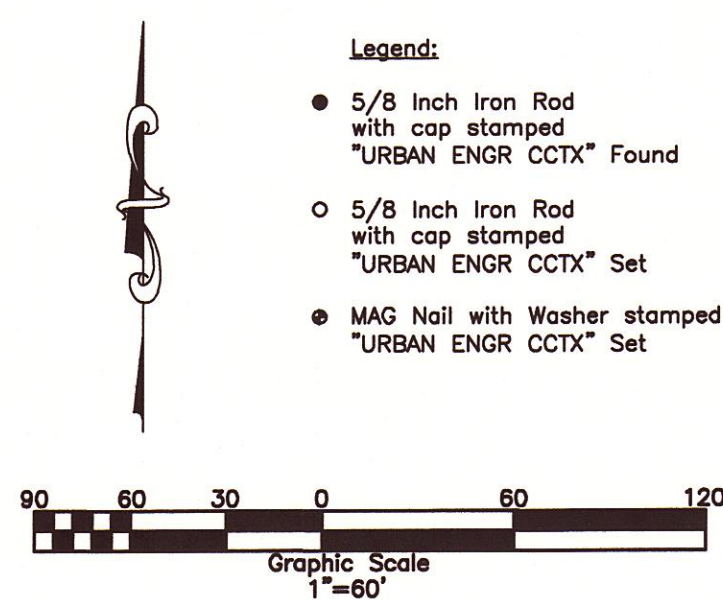 Legend:
5/8 Inch Iron Rod
with cap stamped
"URBAN ENGR CCTX" Found
5/8 Inch Iron Rod
with cap stamped
"URBAN ENGR CCTX" Set
MAG Nail with Washer stamped
"URBAN ENGR CCTX" Set
90 60 30 0 60 120
Graphic Scale
1"=60'